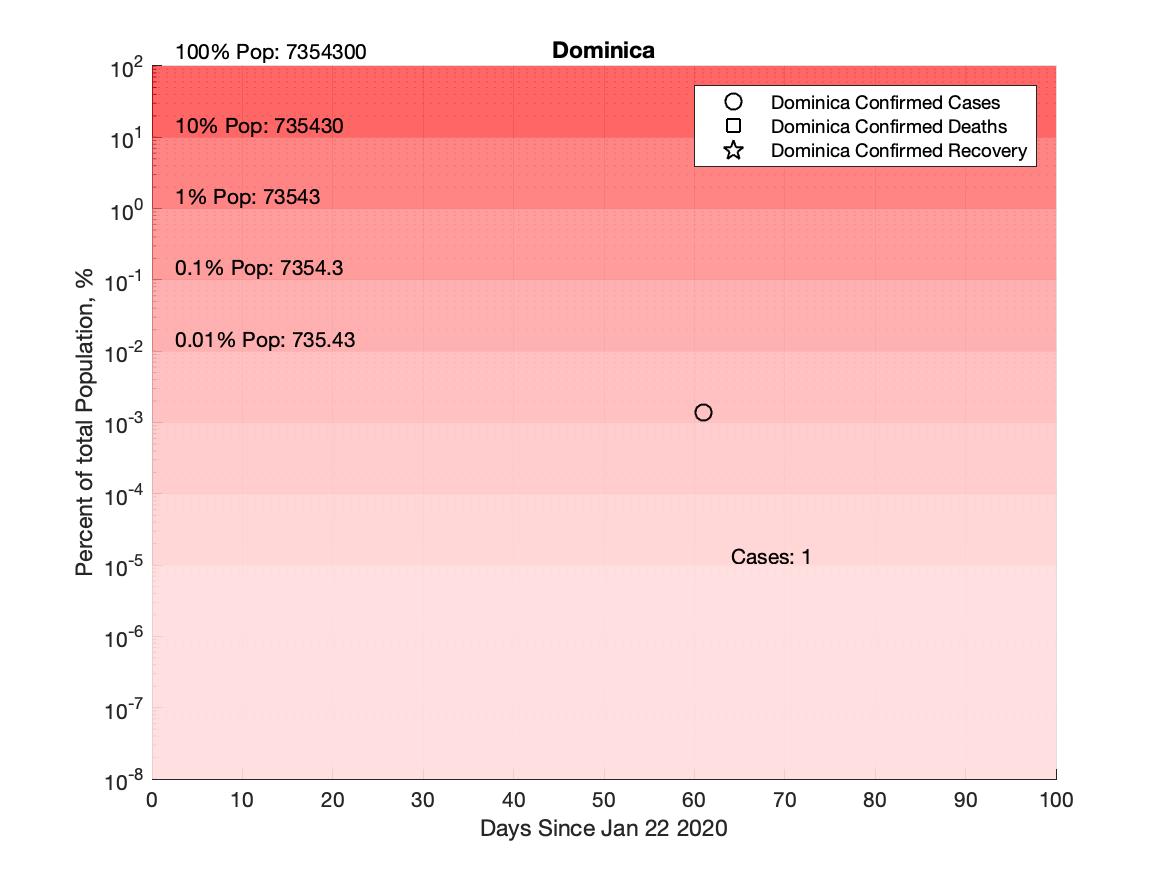 Dominica
100% Pop: 7354300
10% Pop: 735430
1% Pop: 73543
0.1% Pop: 7354.3
0.01% Pop: 735.43
Dominica Confirmed Cases
Dominica Confirmed Deaths
Dominica Confirmed Recovery
Cases: 1
Percent of total Population, %
10^2
10^1
10^0
10^-1
10^-2
10^-3
10^-4
10^-5
10^-6
10^-7
10^-8
0 10 20 30 40 50 60 70 80 90 100
Days Since Jan 22 2020